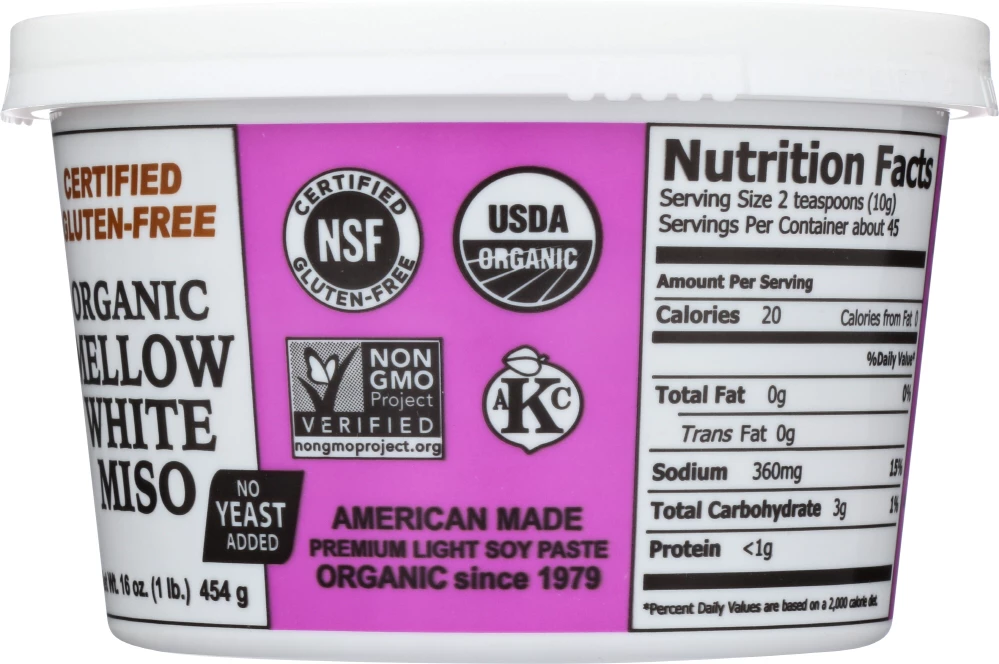 CERTIFIED
GLUTEN-FREE
ORGANIC
MELLOW
WHITE
MISO
NO
YEAST
ADDED
Wt. 16 oz. (1 lb.) 454 g
CERTIFIED
NSF
GLUTEN-FREE
USDA
ORGANIC
NON
GMO
Project
VERIFIED
nongmoproject.org
AKC
AMERICAN MADE
PREMIUM LIGHT SOY PASTE
ORGANIC since 1979
Nutrition Facts
Serving Size 2 teaspoons (10g)
Servings Per Container about 45
Amount Per Serving
Calories 20 Calories from Fat 0
%Daily Value*
Total Fat 0g 0%
Trans Fat 0g
Sodium 360mg 15%
Total Carbohydrate 3g 1%
Protein <1g
*Percent Daily Values are based on a 2,000 calorie diet.